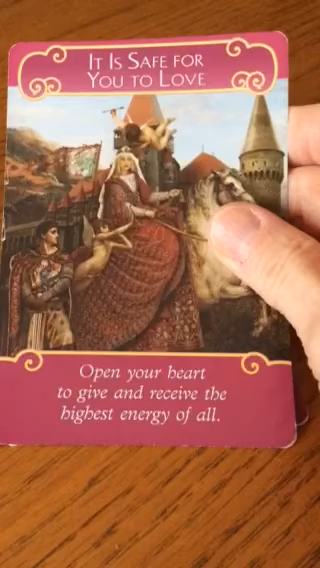 It Is Safe for
You to Love
Open your heart
to give and receive the
highest energy of all.